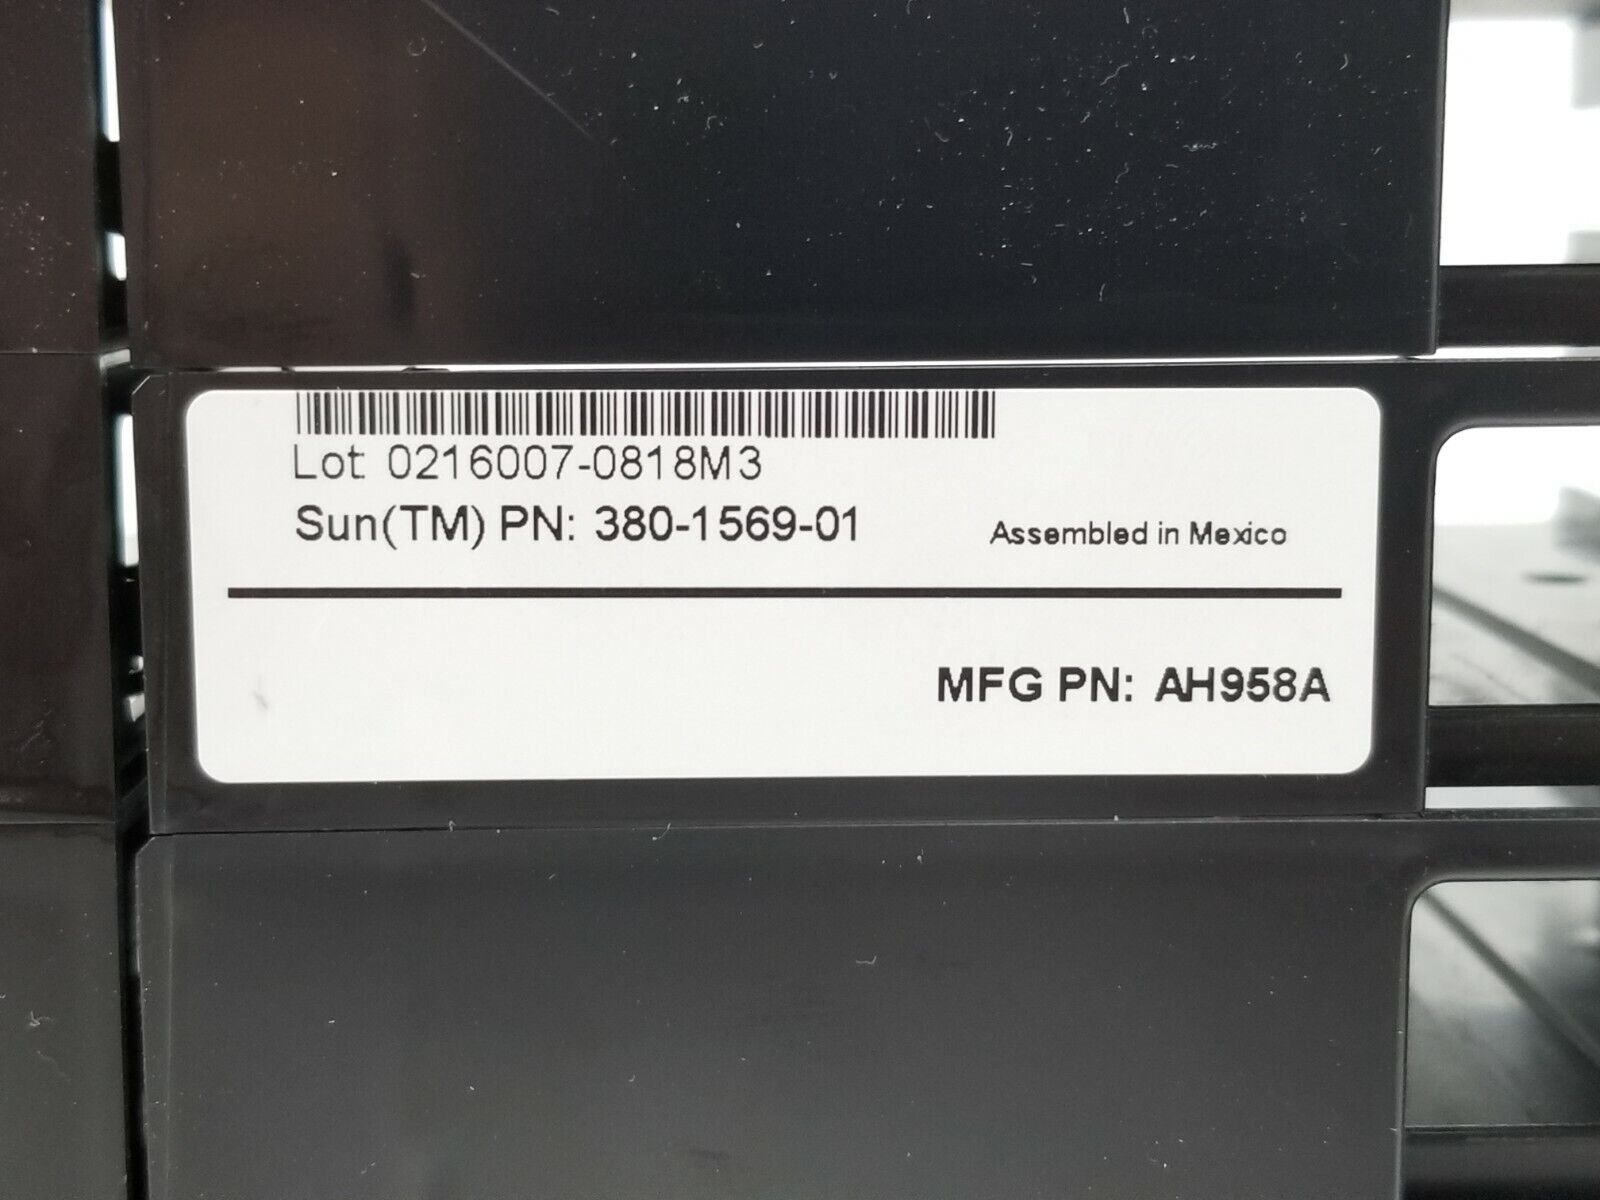 Lot: 0216007-0818M3
Sun(TM) PN: 380-1569-01
Assembled in Mexico
MFG PN: AH958A